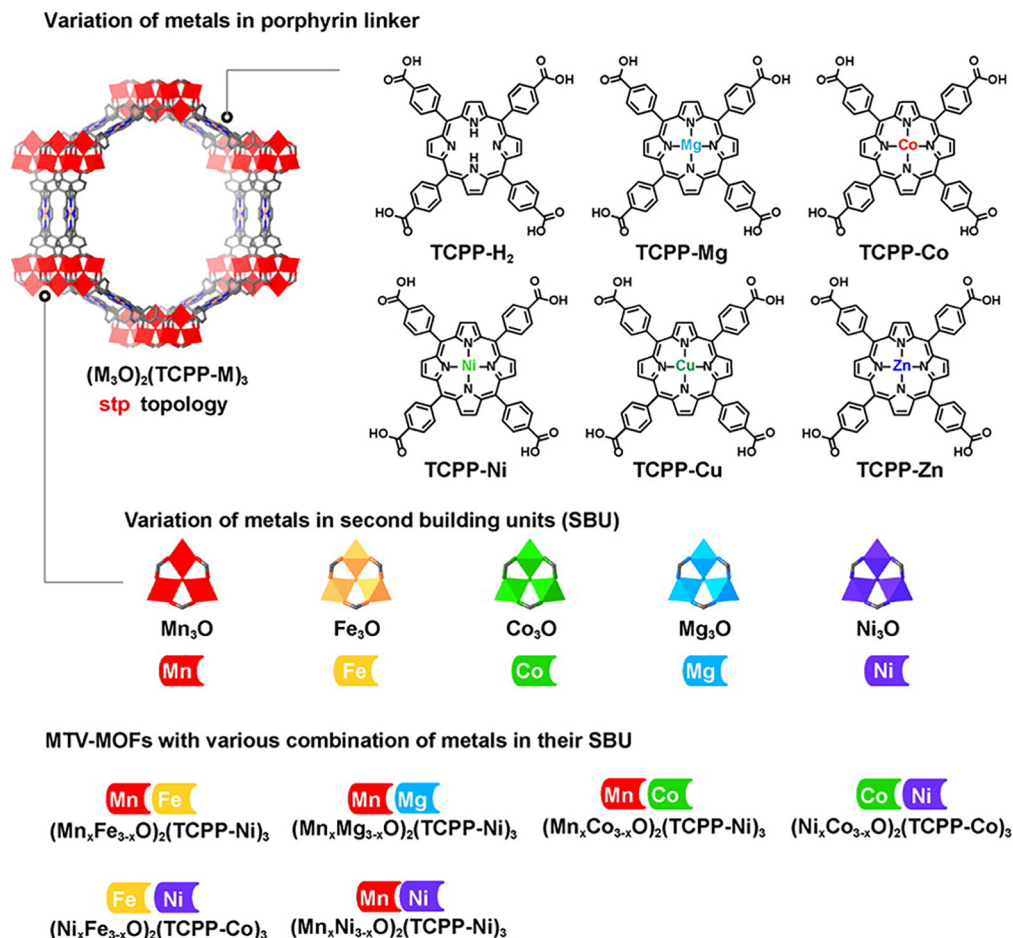 Variation of metals in porphyrin linker
O OH O OH O OH O OH O OH O OH
N H N N H N
N N Mg N N
N N Co N N
HO O O HO HO O O HO HO O O HO
TCPP-H₂ TCPP-Mg TCPP-Co
O OH O OH O OH O OH O OH O OH
N N Ni N N
N N Cu N N
N N Zn N N
HO O HO O HO O HO O HO O HO O
(M₃O)₂(TCPP-M)₃
stp topology
TCPP-Ni TCPP-Cu TCPP-Zn
Variation of metals in second building units (SBU)
Mn₃O Fe₃O Co₃O Mg₃O Ni₃O
Mn Fe Co Mg Ni
MTV-MOFs with various combination of metals in their SBU
Mn Fe Mn Mg Mn Co Co Ni
(MnₓFe₃₋ₓO)₂(TCPP-Ni)₃ (MnₓMg₃₋ₓO)₂(TCPP-Ni)₃ (MnₓCo₃₋ₓO)₂(TCPP-Ni)₃ (NiₓCo₃₋ₓO)₂(TCPP-Co)₃
Fe Ni Mn Ni
(NiₓFe₃₋ₓO)₂(TCPP-Co)₃ (MnₓNi₃₋ₓO)₂(TCPP-Ni)₃